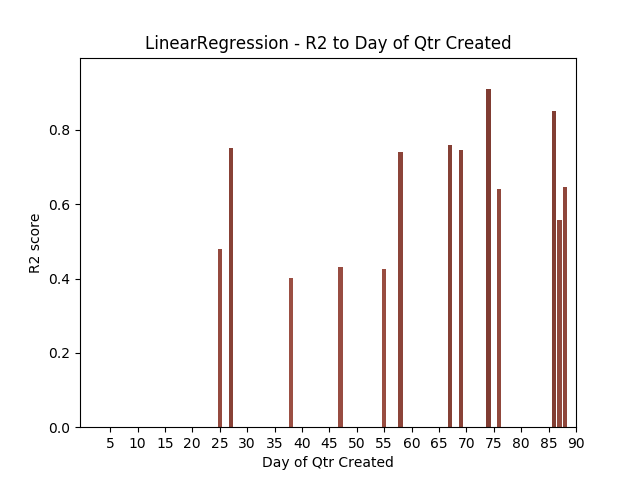 LinearRegression - R2 to Day of Qtr Created
R2 score
0.8
0.6
0.4
0.2
0.0
5 10 15 20 25 30 35 40 45 50 55 60 65 70 75 80 85 90
Day of Qtr Created